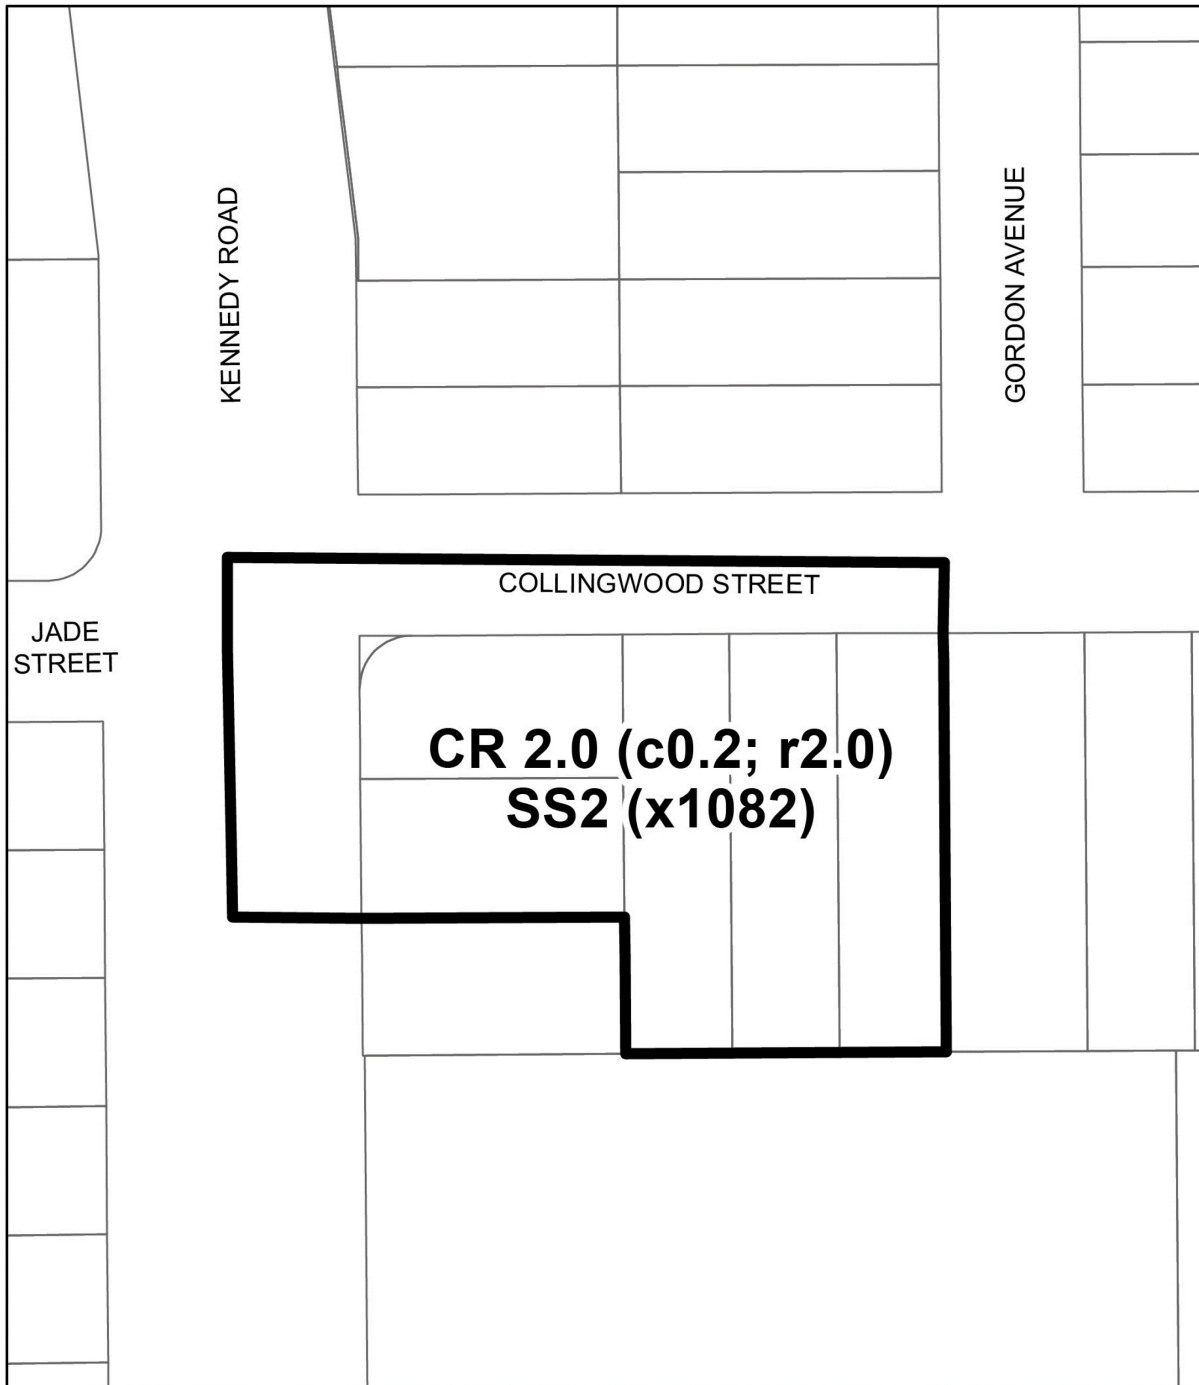 KENNEDY ROAD
GORDON AVENUE
COLLINGWOOD STREET
JADE
STREET
CR 2.0 (c0.2; r2.0)
SS2 (x1082)